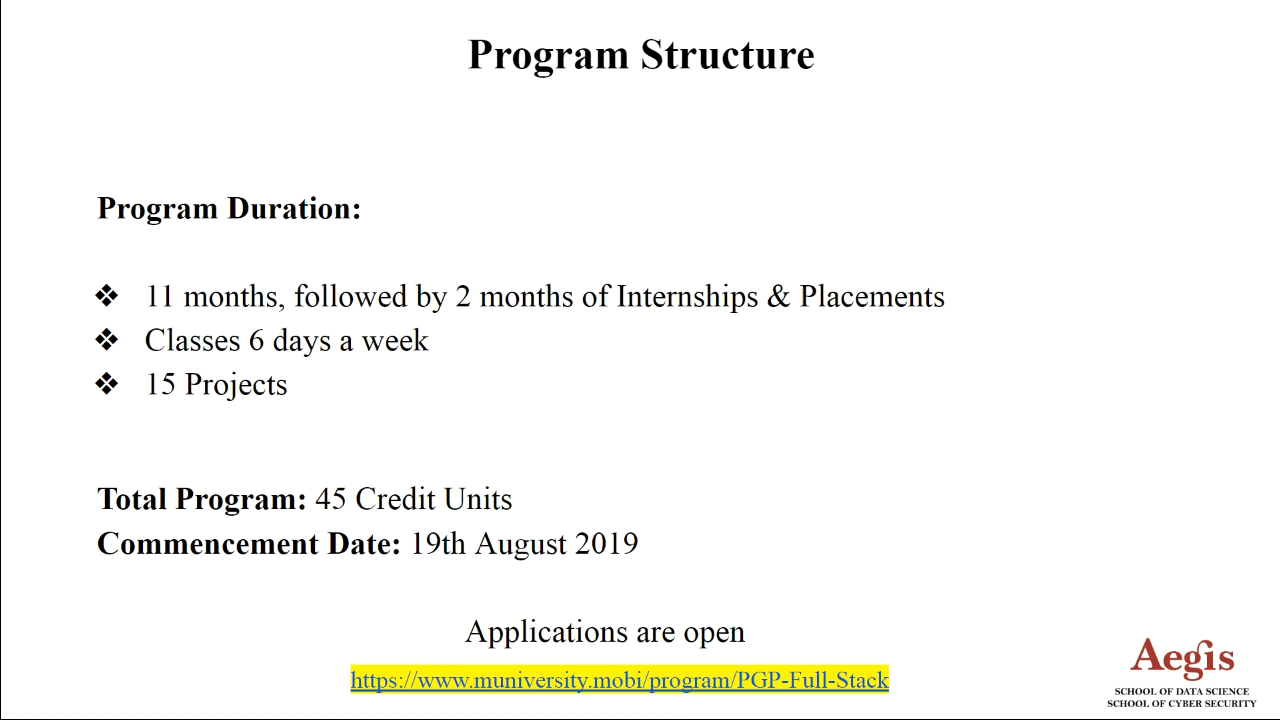 Program Structure
Program Duration:
❖ 11 months, followed by 2 months of Internships & Placements
❖ Classes 6 days a week
❖ 15 Projects
Total Program: 45 Credit Units
Commencement Date: 19th August 2019
Applications are open
https://www.muniversity.mobi/program/PGP-Full-Stack
Aegis
SCHOOL OF DATA SCIENCE
SCHOOL OF CYBER SECURITY